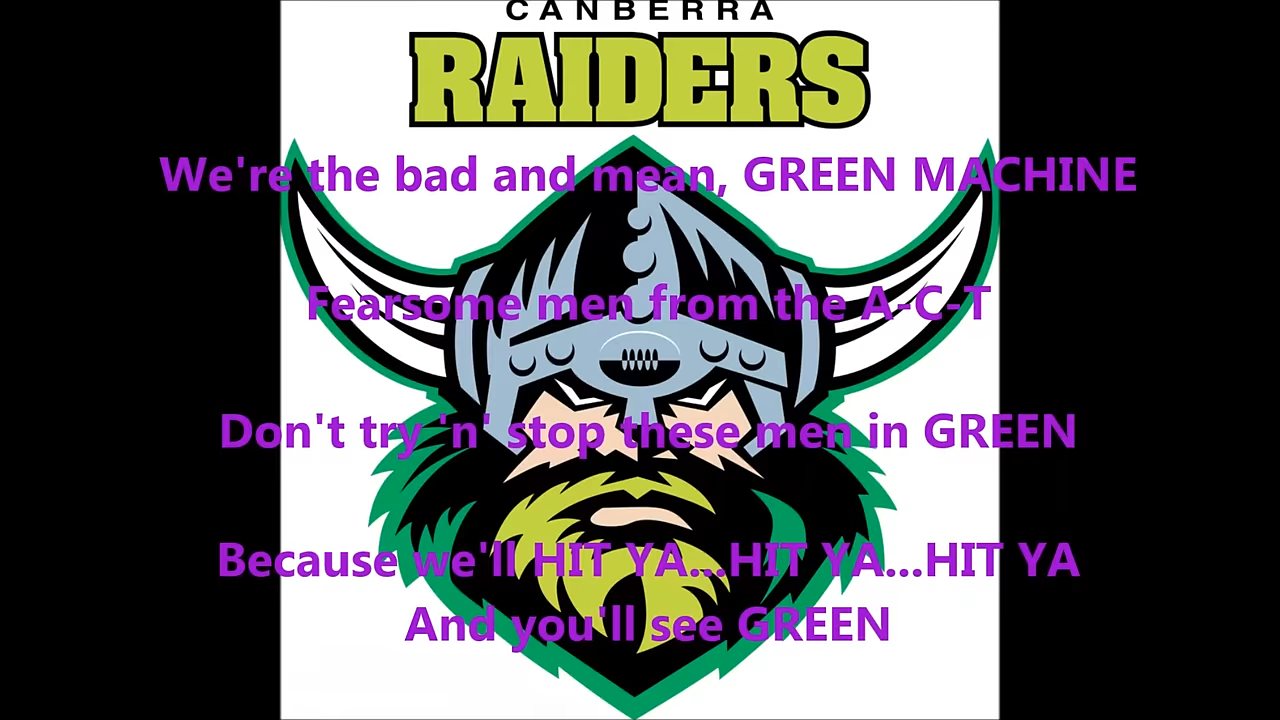 CANBERRA
RAIDERS
We're the bad and mean, GREEN MACHINE
Fearsome men from the A-C-T
Don't try 'n' stop these men in GREEN
Because we'll HIT YA...HIT YA...HIT YA
And you'll see GREEN